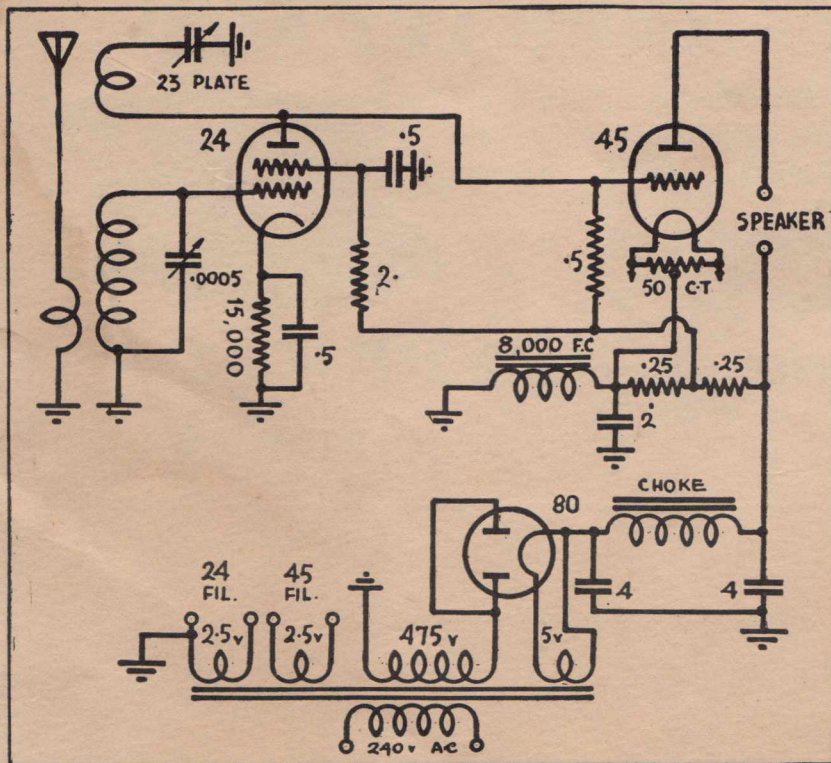 23 PLATE
24
.5
45
SPEAKER
.0005
15,000
.5
2.
.5
50 C.T
8,000 F.C
.25
.25
2
80
CHOKE
4
4
24
FIL.
45
FIL.
2.5v
2.5v
475v
5v
240v AC